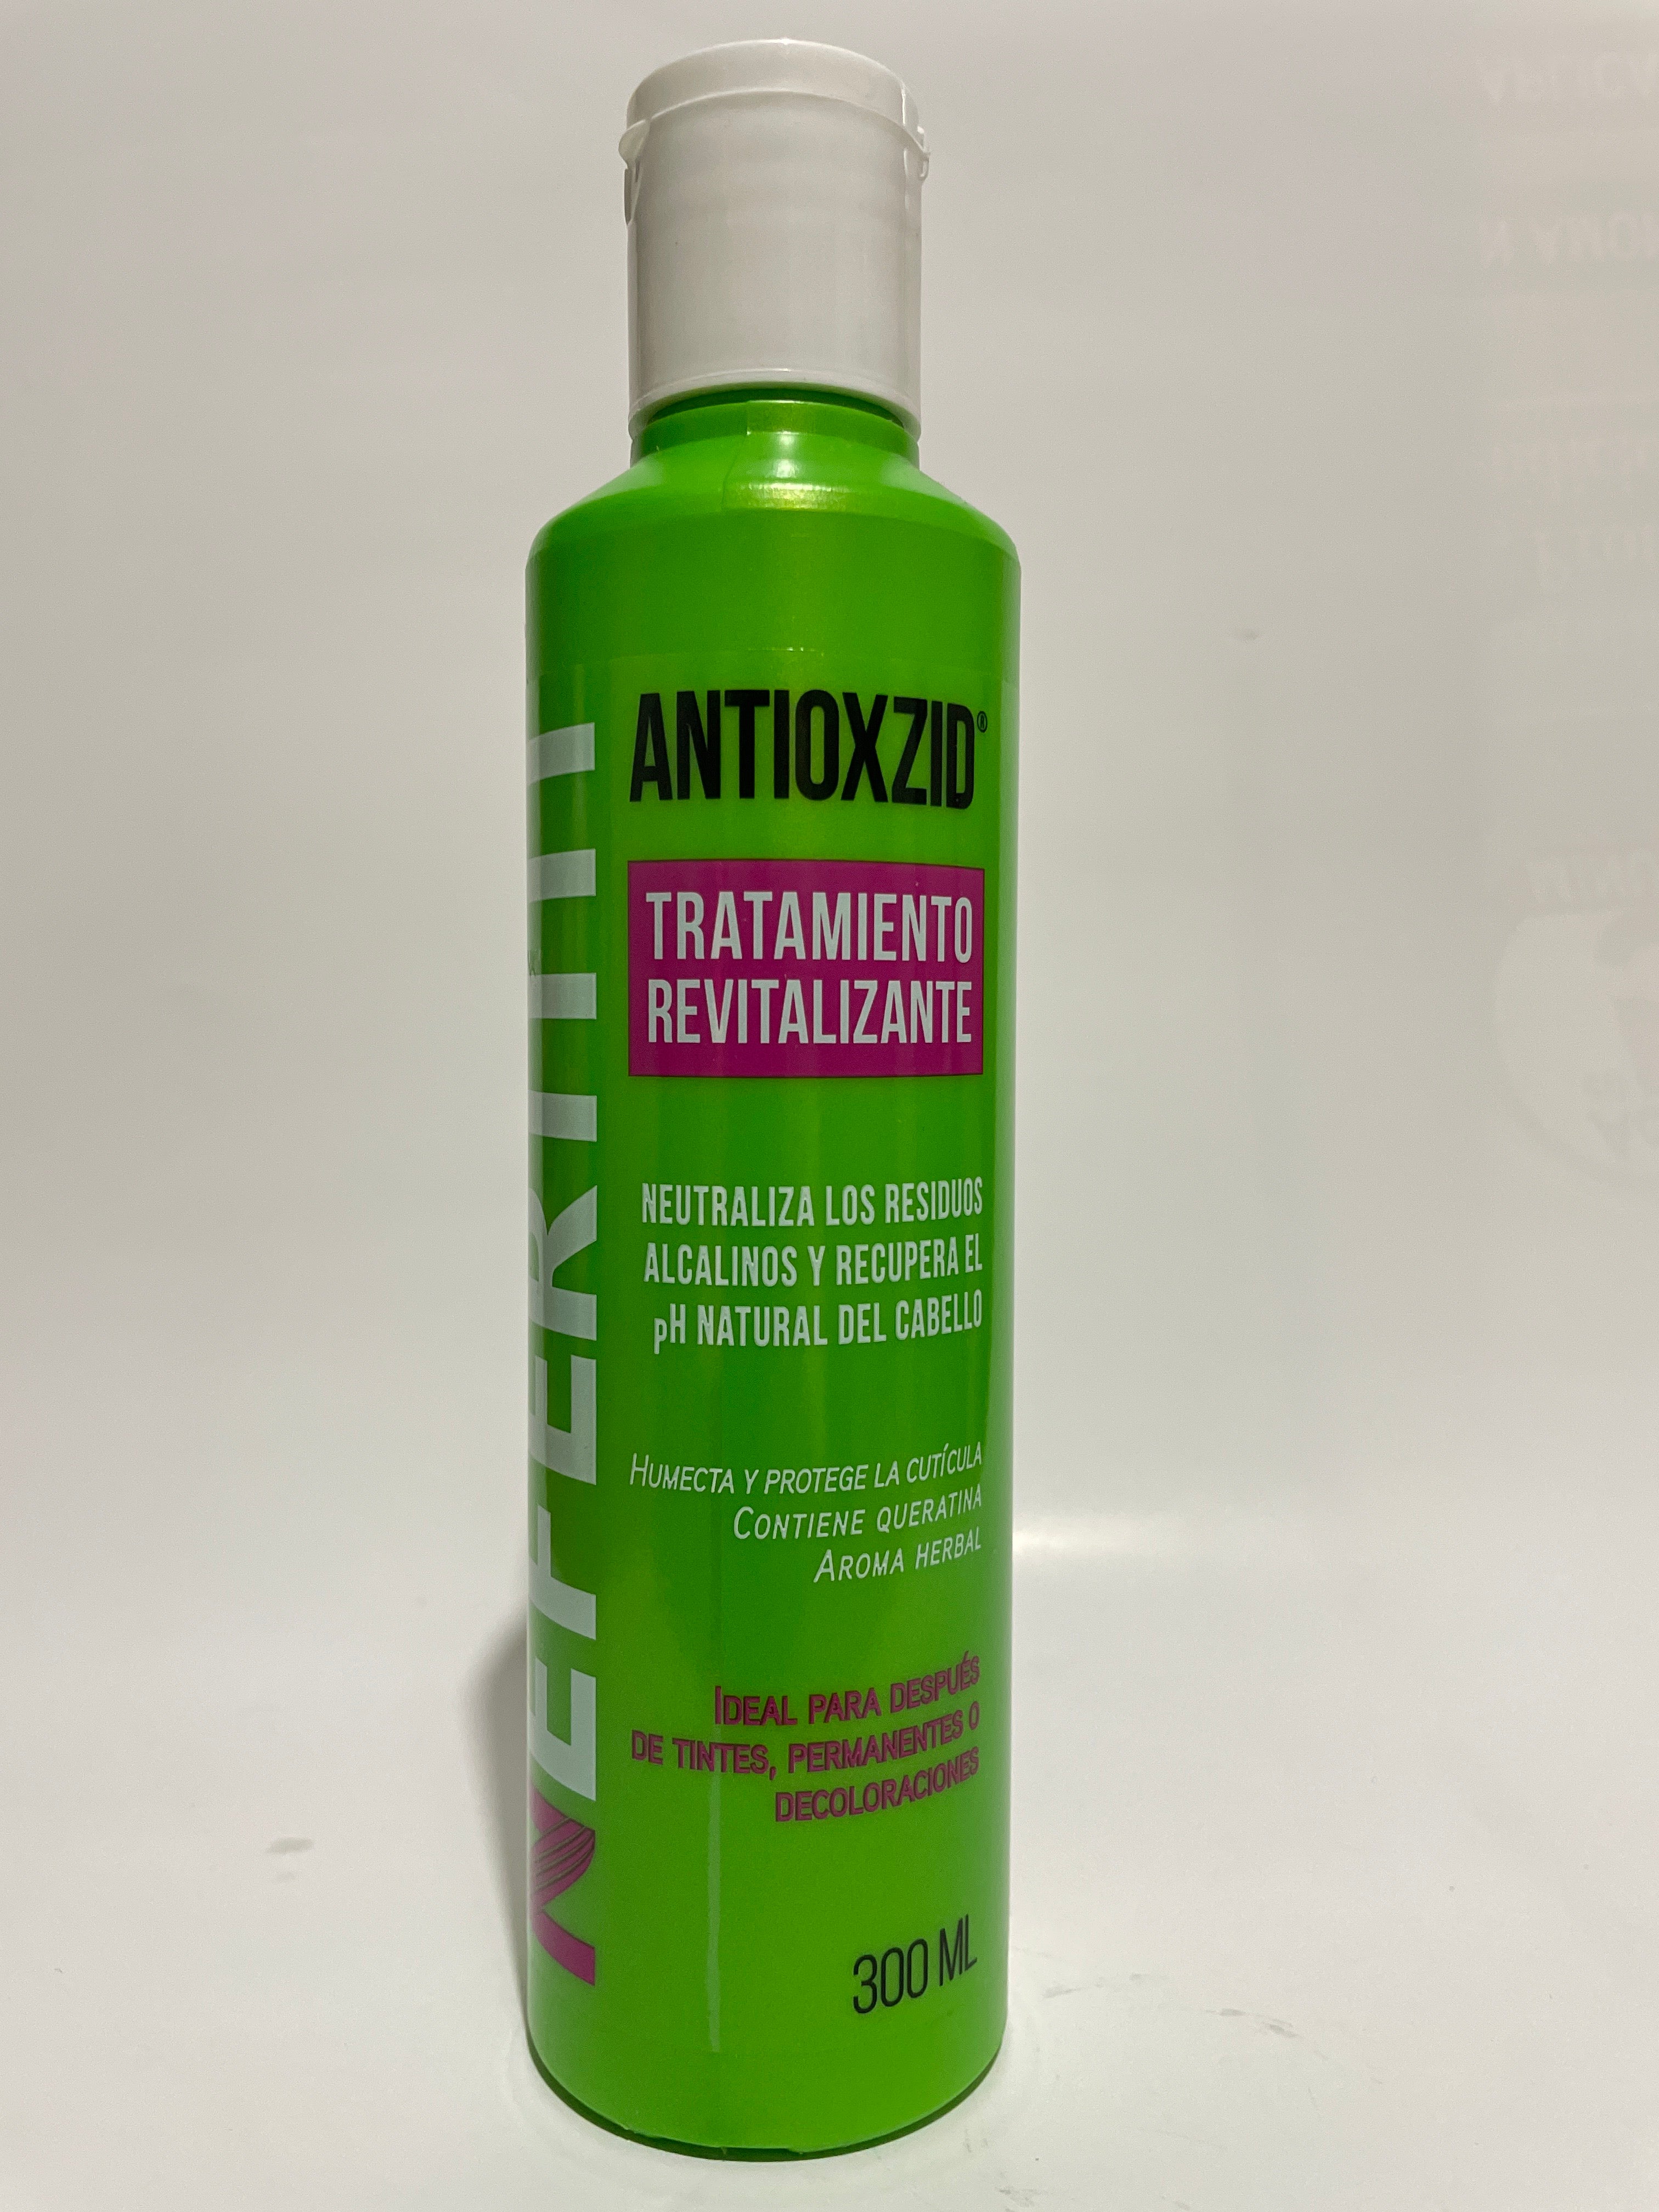 ANTIOXZID®
TRATAMIENTO
REVITALIZANTE
NEUTRALIZA LOS RESIDUOS
ALCALINOS Y RECUPERA EL
pH NATURAL DEL CABELLO
HUMECTA Y PROTEGE LA CUTÍCULA
CONTIENE QUERATINA
AROMA HERBAL
IDEAL PARA DESPUÉS
DE TINTES, PERMANENTES O
DECOLORACIONES
300 ML
NEFERTITI